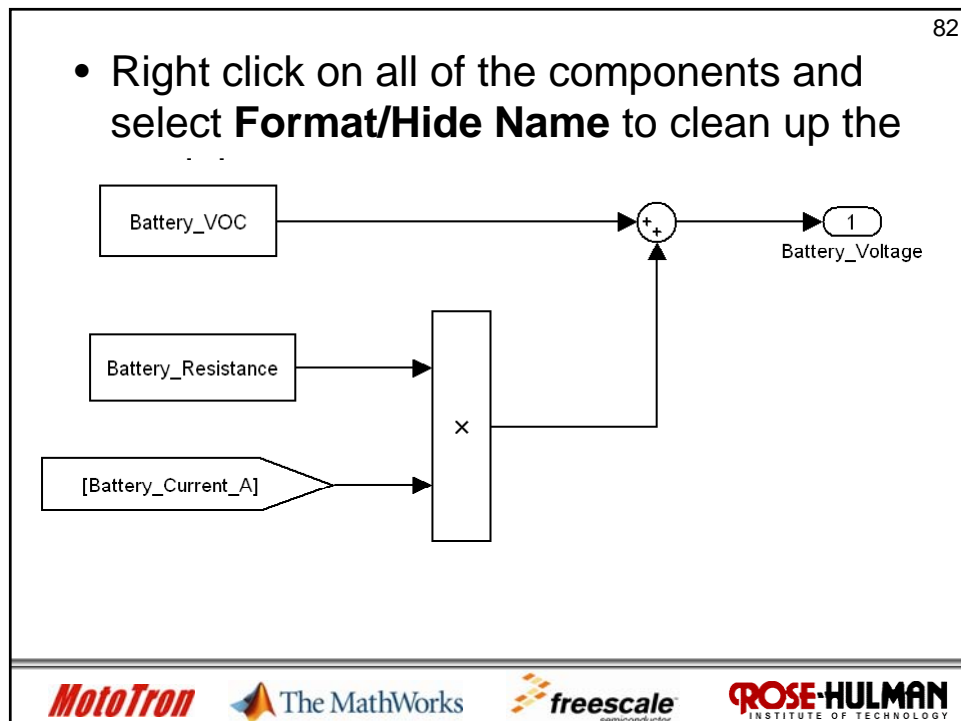 82
• Right click on all of the components and
select Format/Hide Name to clean up the
Battery_VOC
+
+
1
Battery_Voltage
Battery_Resistance
×
[Battery_Current_A]
MotoTron
The MathWorks
freescale
semiconductor
ROSE-HULMAN
INSTITUTE OF TECHNOLOGY